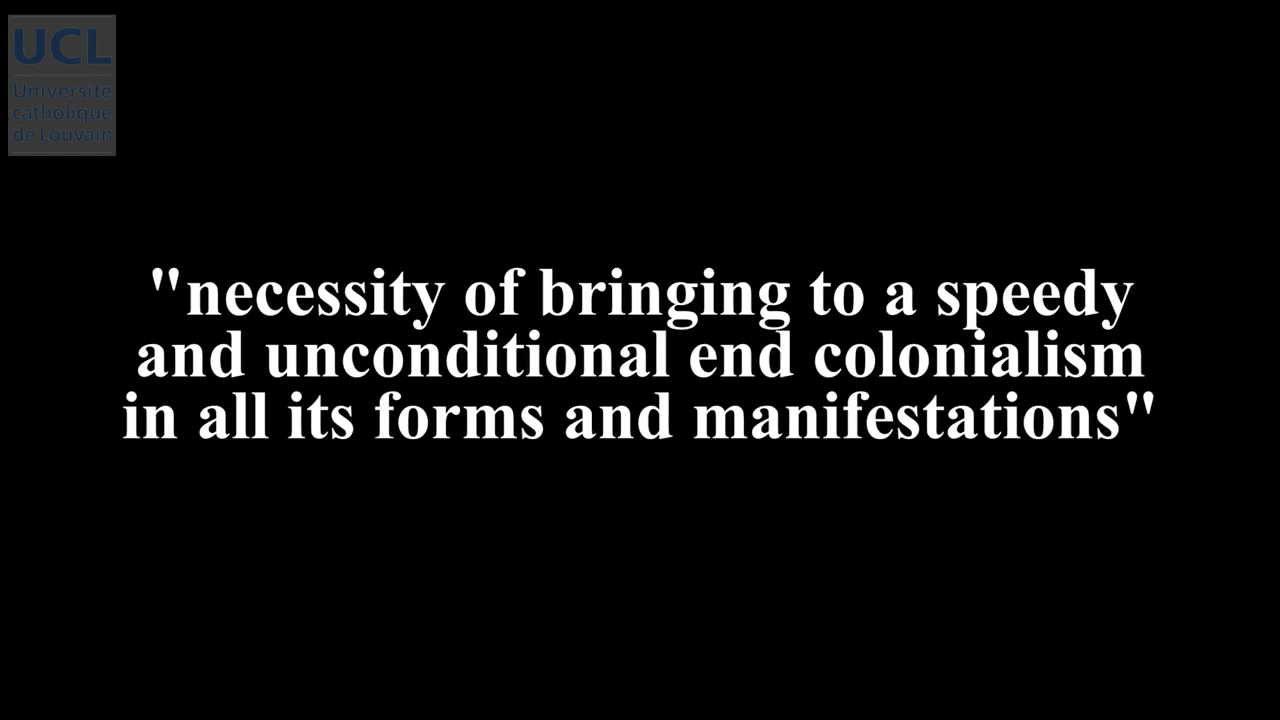 UCL
Université
catholique
de Louvain
"necessity of bringing to a speedy
and unconditional end colonialism
in all its forms and manifestations"